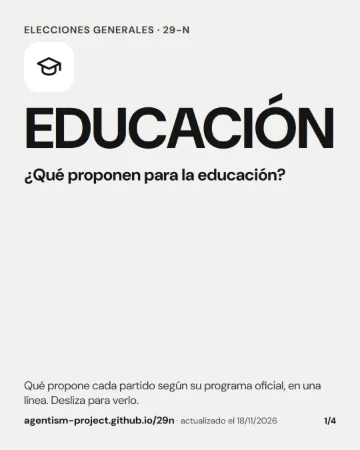 ELECCIONES GENERALES · 29-N
EDUCACIÓN
¿Qué proponen para la educación?
Qué propone cada partido según su programa oficial, en una
línea. Desliza para verlo.
agentism-project.github.io/29n · actualizado el 18/11/2026
1/4